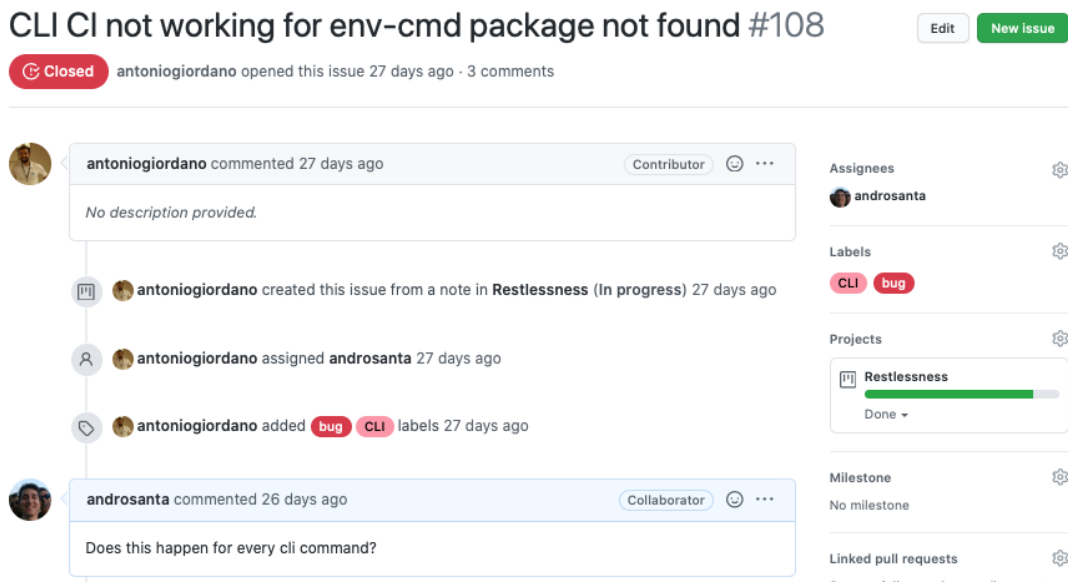 CLI CI not working for env-cmd package not found #108
Edit
New issue
Closed
antoniogiordano opened this issue 27 days ago · 3 comments
antoniogiordano commented 27 days ago
Contributor
No description provided.
antoniogiordano created this issue from a note in Restlessness (In progress) 27 days ago
antoniogiordano assigned androsanta 27 days ago
antoniogiordano added bug CLI labels 27 days ago
androsanta commented 26 days ago
Collaborator
Does this happen for every cli command?
Assignees
androsanta
Labels
CLI bug
Projects
Restlessness
Done
Milestone
No milestone
Linked pull requests